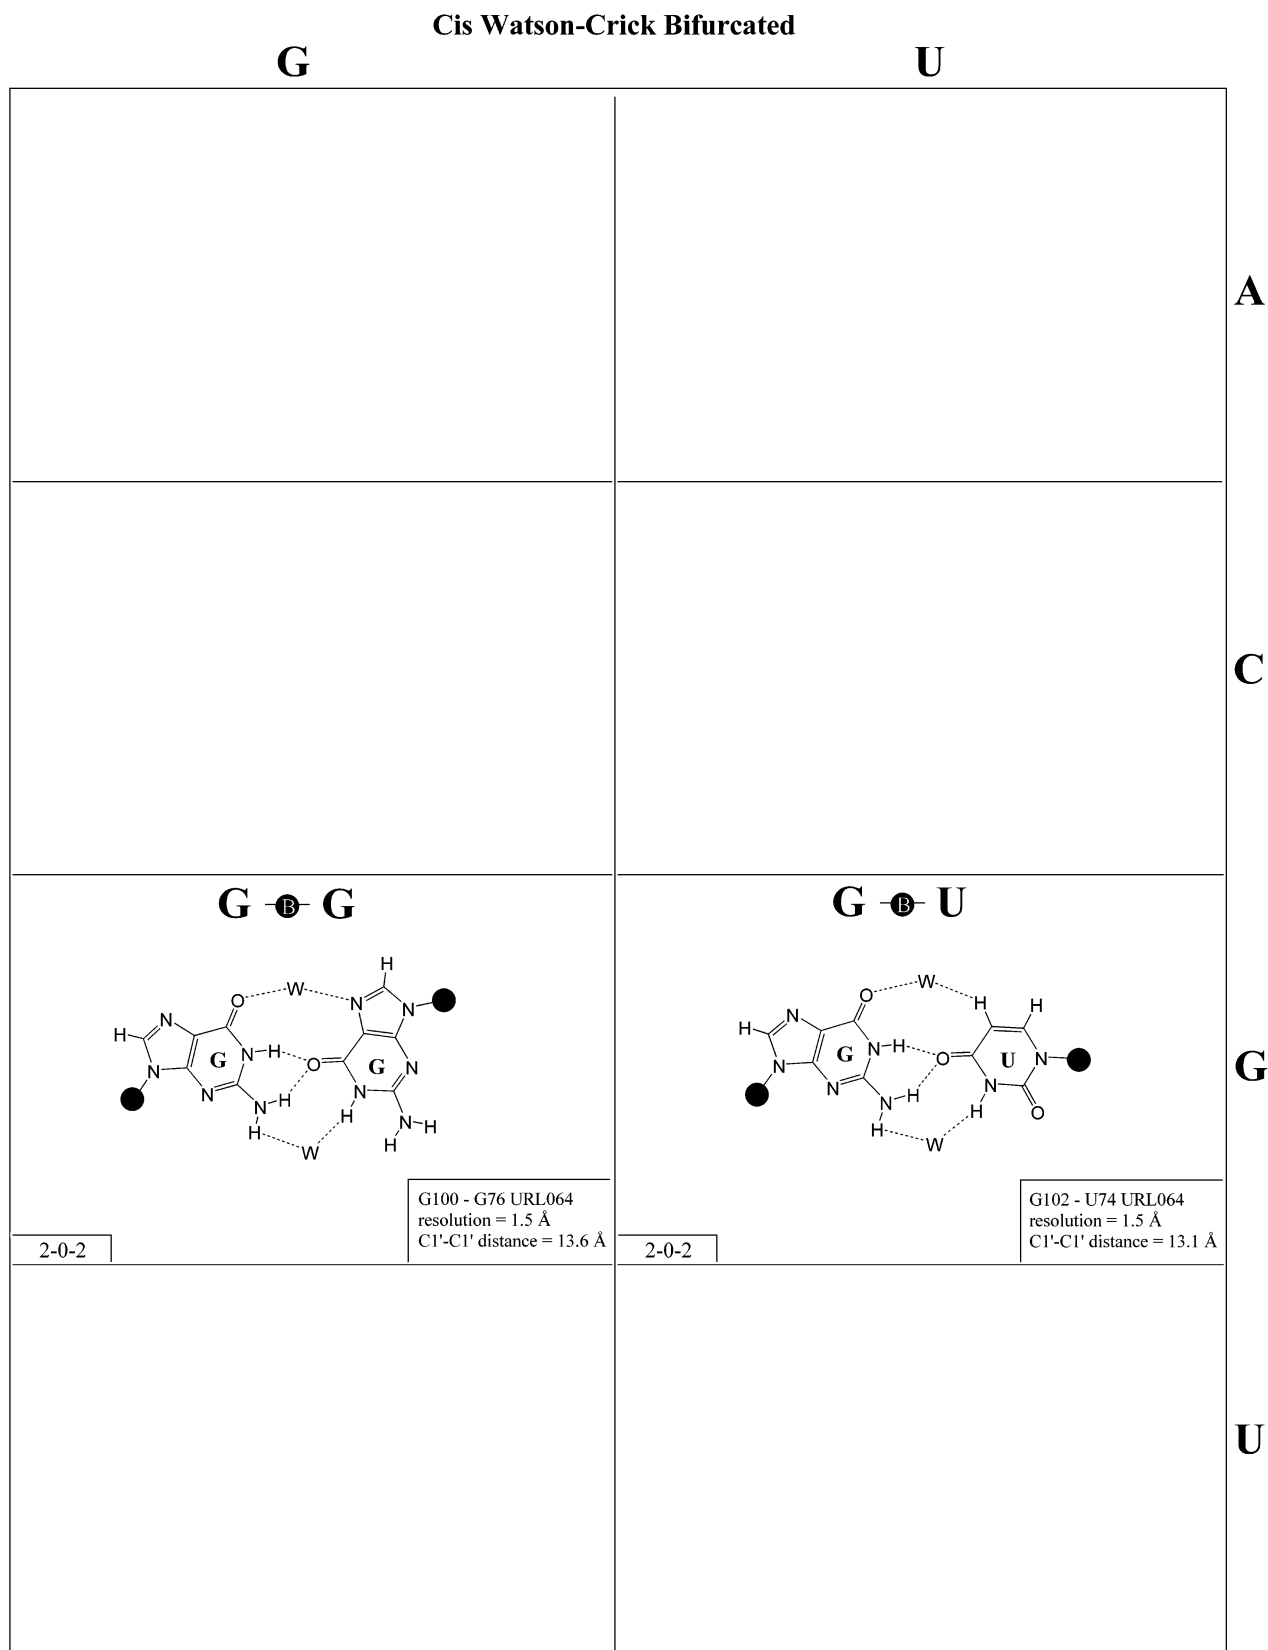 Cis Watson-Crick Bifurcated
G U
A
C
G B G
G B U
H
W
O N N
H N
G N H O G N
N N H
N H N
H H N H
W H
G
W
O H H
H N
G N H O U N
N N H N
N H H O
H W
G100 - G76 URL064
resolution = 1.5 Å
C1'-C1' distance = 13.6 Å
2-0-2
G102 - U74 URL064
resolution = 1.5 Å
C1'-C1' distance = 13.1 Å
2-0-2
U